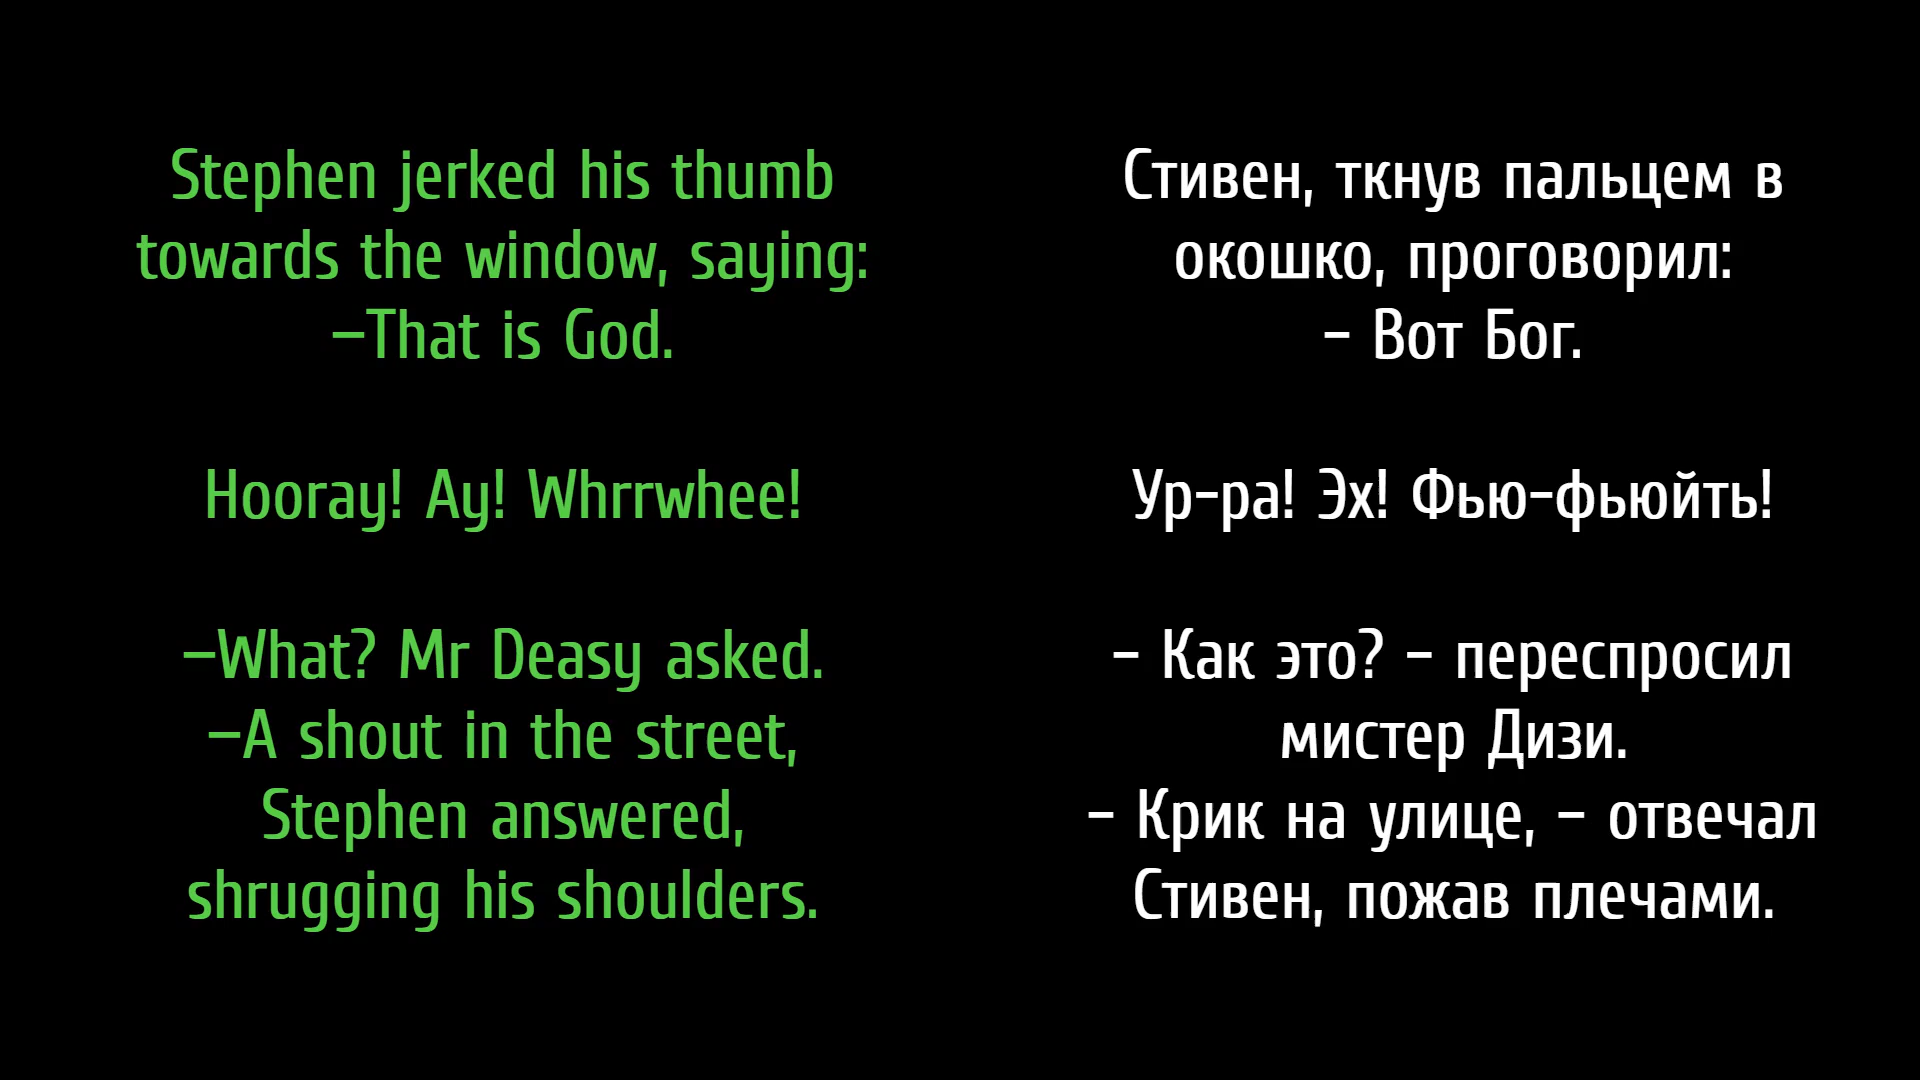 Stephen jerked his thumb
towards the window, saying:
—That is God.
Hooray! Ay! Whrrwhee!
—What? Mr Deasy asked.
—A shout in the street,
Stephen answered,
shrugging his shoulders.
Стивен, ткнув пальцем в
окошко, проговорил:
– Вот Бог.
Ур-ра! Эх! Фью-фьюйть!
– Как это? – переспросил
мистер Дизи.
– Крик на улице, – отвечал
Стивен, пожав плечами.